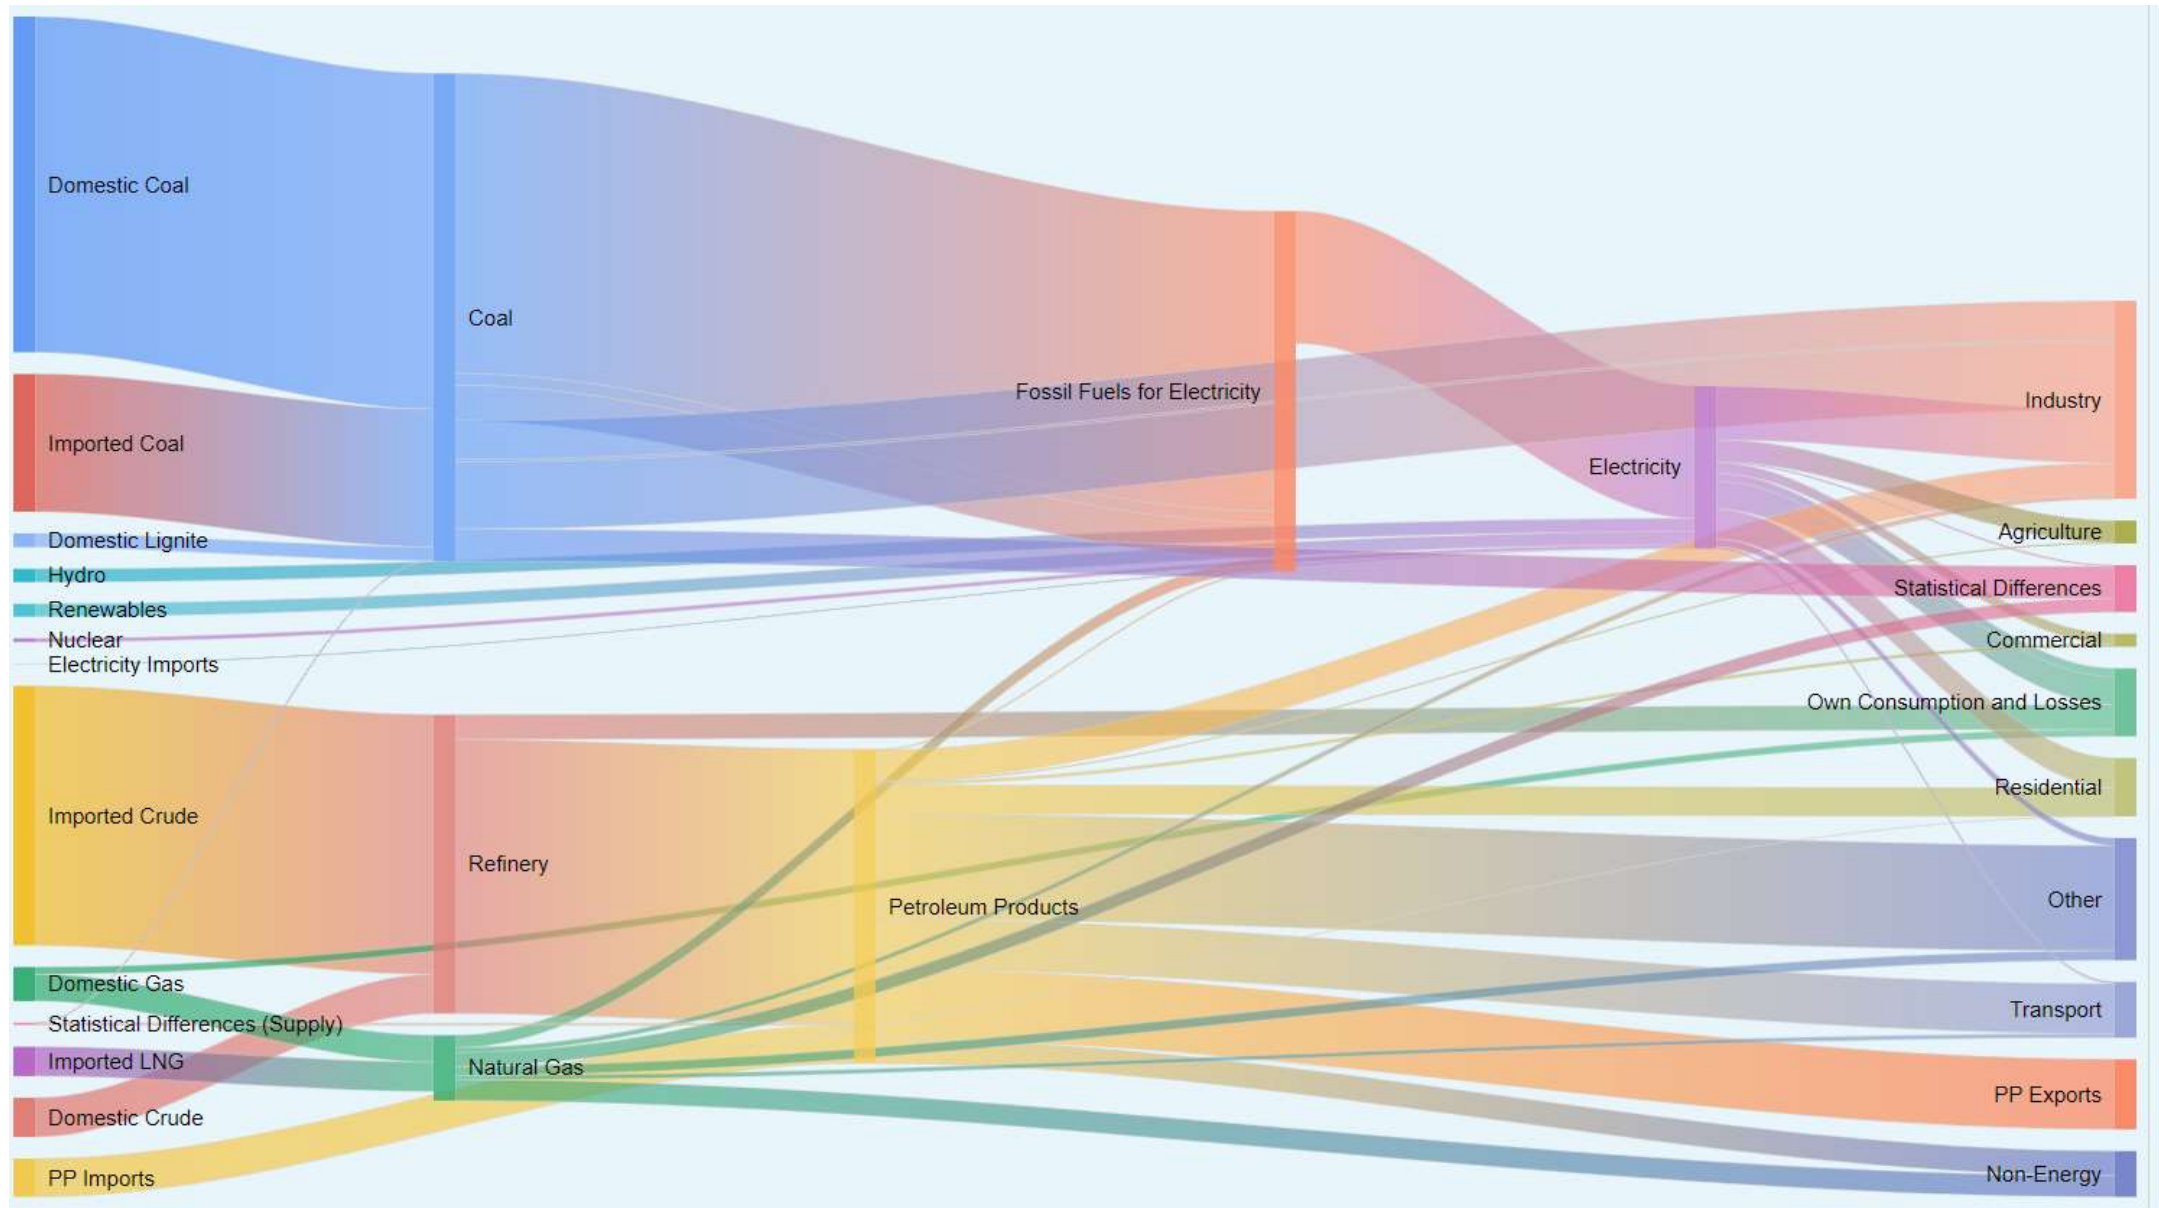 Domestic Coal
Imported Coal
Domestic Lignite
Hydro
Renewables
Nuclear
Electricity Imports
Imported Crude
Domestic Gas
Statistical Differences (Supply)
Imported LNG
Domestic Crude
PP Imports
Coal
Refinery
Natural Gas
Petroleum Products
Fossil Fuels for Electricity
Electricity
Industry
Agriculture
Statistical Differences
Commercial
Own Consumption and Losses
Residential
Other
Transport
PP Exports
Non-Energy